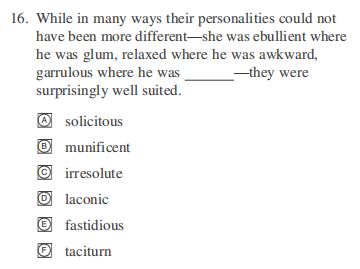 16. While in many ways their personalities could not
have been more different—she was ebullient where
he was glum, relaxed where he was awkward,
garrulous where he was ______—they were
surprisingly well suited.
A solicitous
B munificent
C irresolute
D laconic
E fastidious
F taciturn